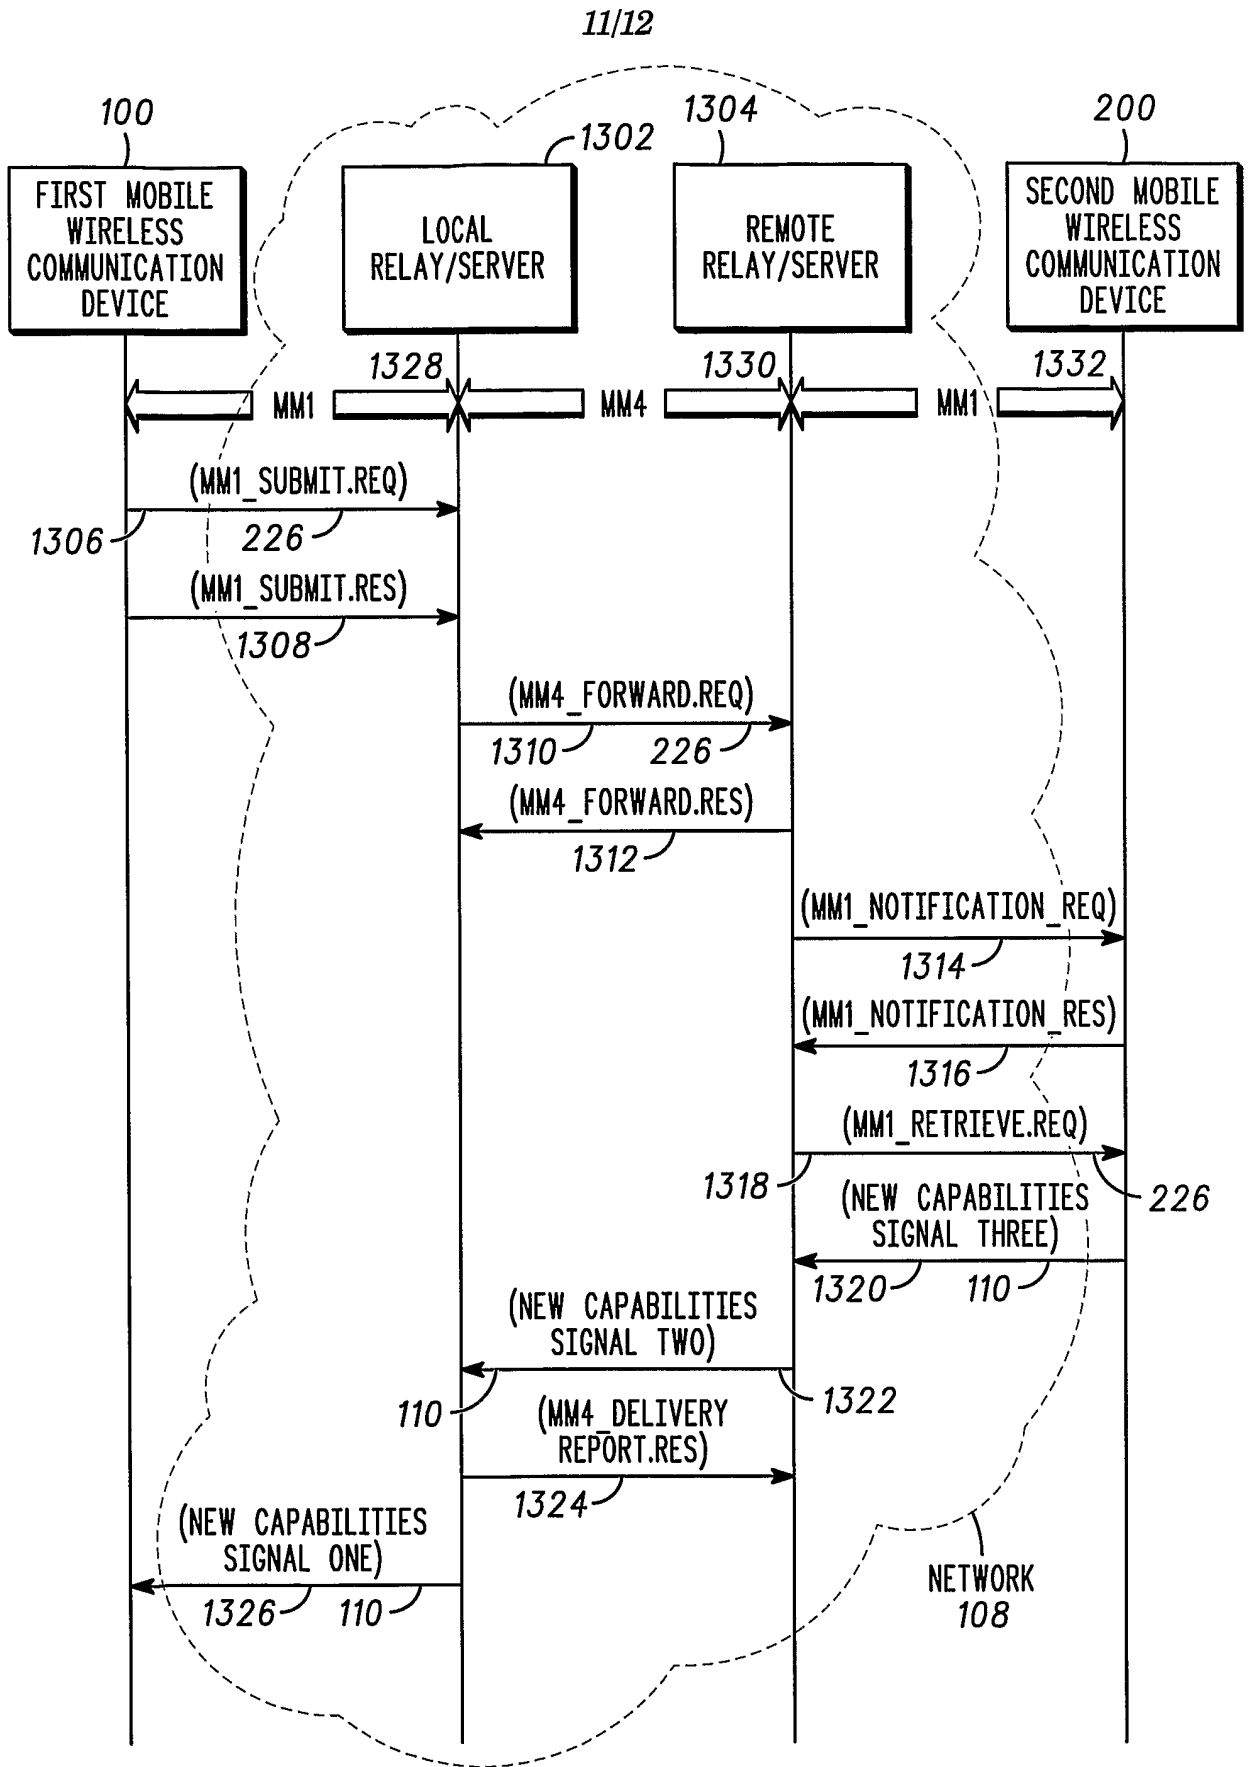 11/12
100
1302
1304
200
FIRST MOBILE
WIRELESS
COMMUNICATION
DEVICE
LOCAL
RELAY/SERVER
REMOTE
RELAY/SERVER
SECOND MOBILE
WIRELESS
COMMUNICATION
DEVICE
1328
1330
1332
MM1
MM4
MM1
(MM1_SUBMIT.REQ)
1306
226
(MM1_SUBMIT.RES)
1308
(MM4_FORWARD.REQ)
1310
226
(MM4_FORWARD.RES)
1312
(MM1_NOTIFICATION_REQ)
1314
(MM1_NOTIFICATION_RES)
1316
(MM1_RETRIEVE.REQ)
1318
226
(NEW CAPABILITIES
SIGNAL THREE)
1320
110
(NEW CAPABILITIES
SIGNAL TWO)
110
1322
(MM4_DELIVERY
REPORT.RES)
1324
(NEW CAPABILITIES
SIGNAL ONE)
1326
110
NETWORK
108